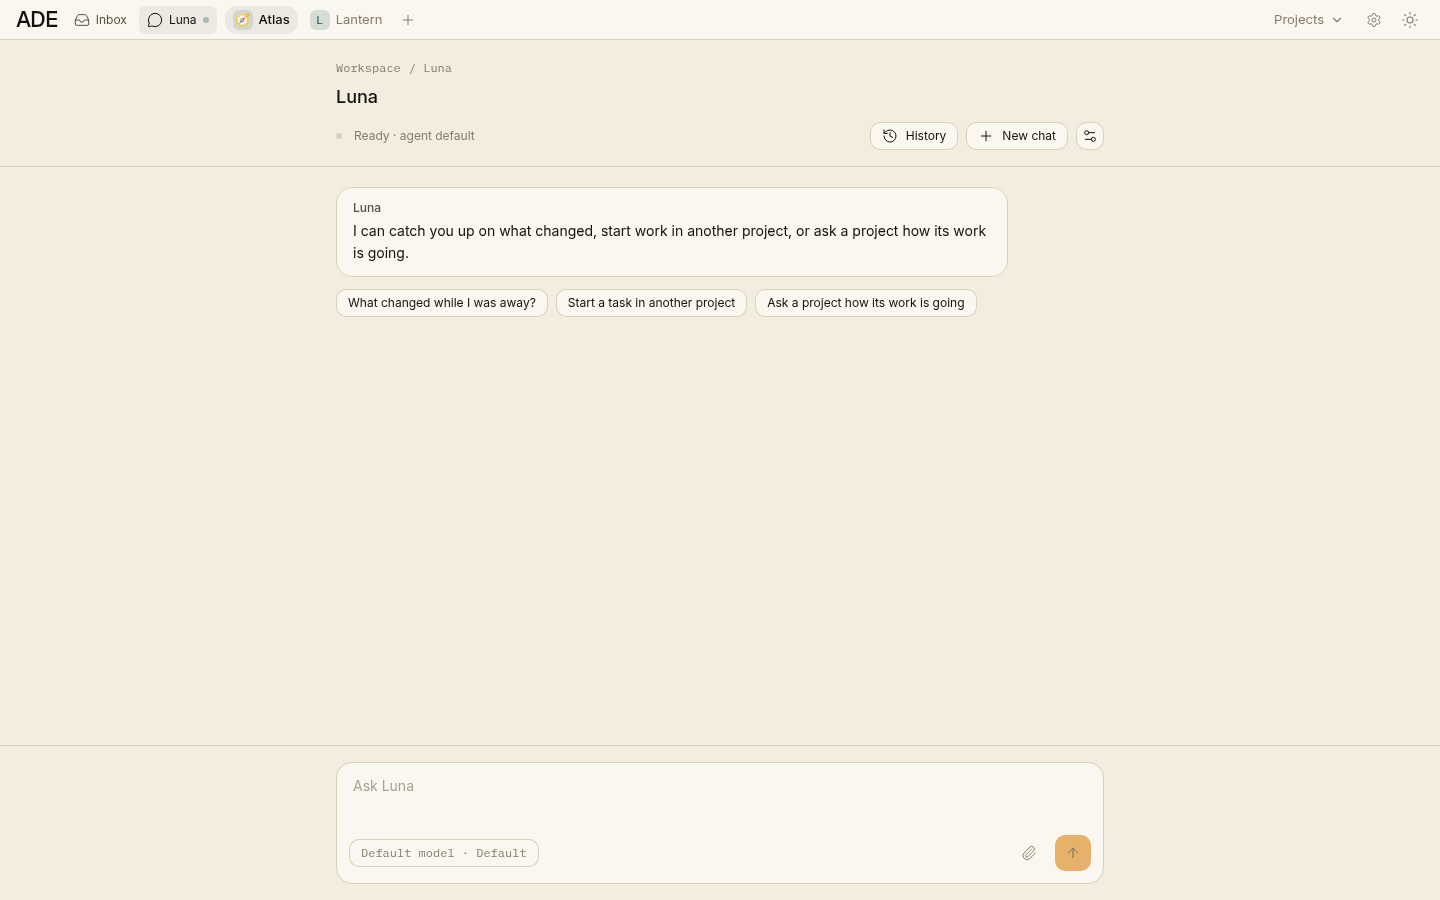 ADE
Inbox
Luna
Atlas
L
Lantern
Projects
Workspace / Luna
Luna
Ready · agent default
History
New chat
Luna
I can catch you up on what changed, start work in another project, or ask a project how its work
is going.
What changed while I was away?
Start a task in another project
Ask a project how its work is going
Ask Luna
Default model · Default